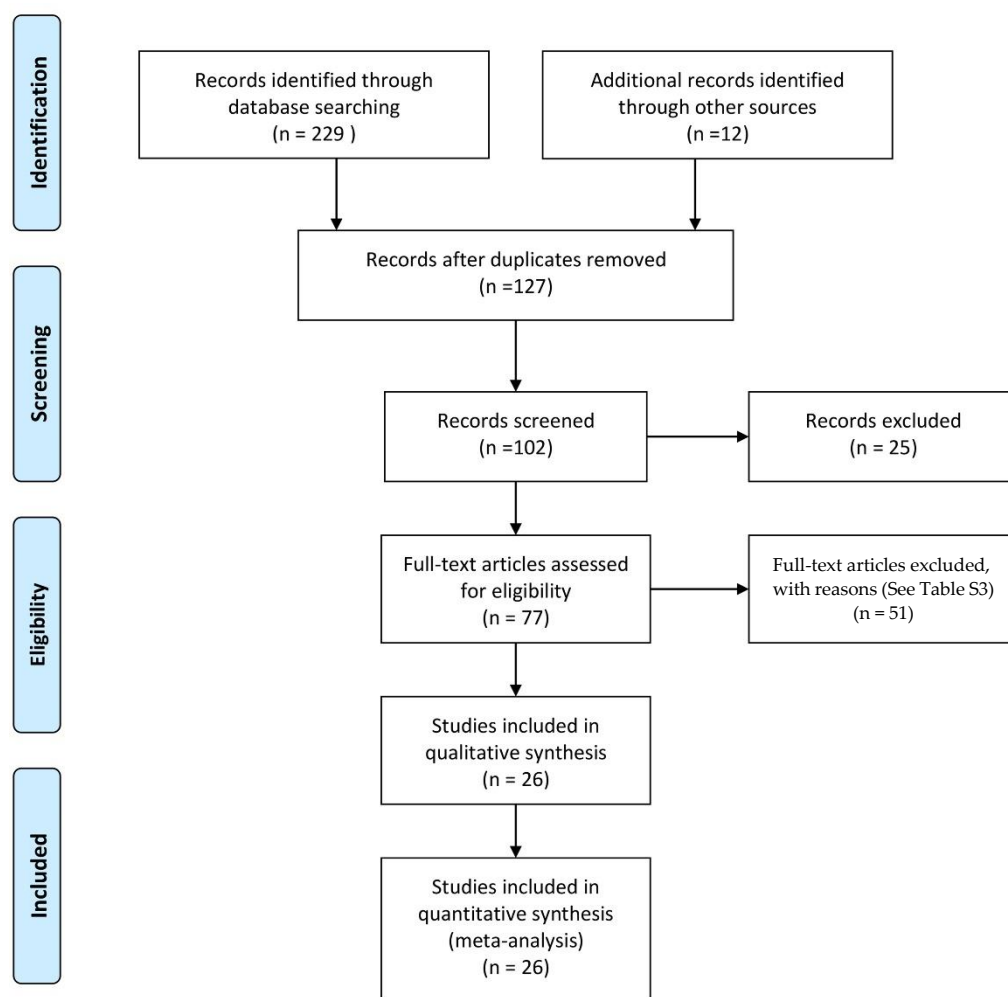 Identification
Records identified through
database searching
(n = 229 )
Additional records identified
through other sources
(n =12)
Records after duplicates removed
(n =127)
Screening
Records screened
(n =102)
Records excluded
(n = 25)
Eligibility
Full-text articles assessed
for eligibility
(n = 77)
Full-text articles excluded,
with reasons (See Table S3)
(n = 51)
Studies included in
qualitative synthesis
(n = 26)
Included
Studies included in
quantitative synthesis
(meta-analysis)
(n = 26)